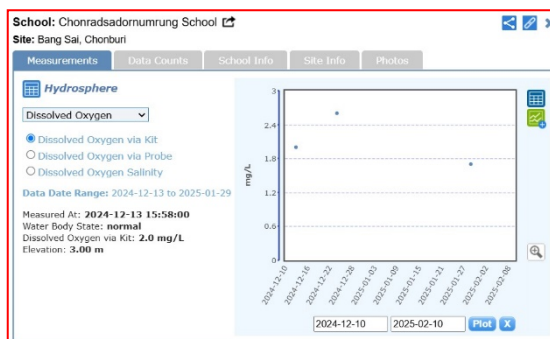 School: Chonradsadornumrung School
Site: Bang Sai, Chonburi
Measurements Data Counts School Info Site Info Photos
Hydrosphere
Dissolved Oxygen
Dissolved Oxygen via Kit
Dissolved Oxygen via Probe
Dissolved Oxygen Salinity
Data Date Range: 2024-12-13 to 2025-01-29
Measured At: 2024-12-13 15:58:00
Water Body State: normal
Dissolved Oxygen via Kit: 2.0 mg/L
Elevation: 3.00 m
mg/L
3
2.4
1.8
1.2
0.6
0
2024-12-10
2024-12-16
2024-12-22
2024-12-28
2025-01-03
2025-01-09
2025-01-15
2025-01-21
2025-01-27
2025-02-02
2025-02-08
2024-12-10 2025-02-10 Plot X